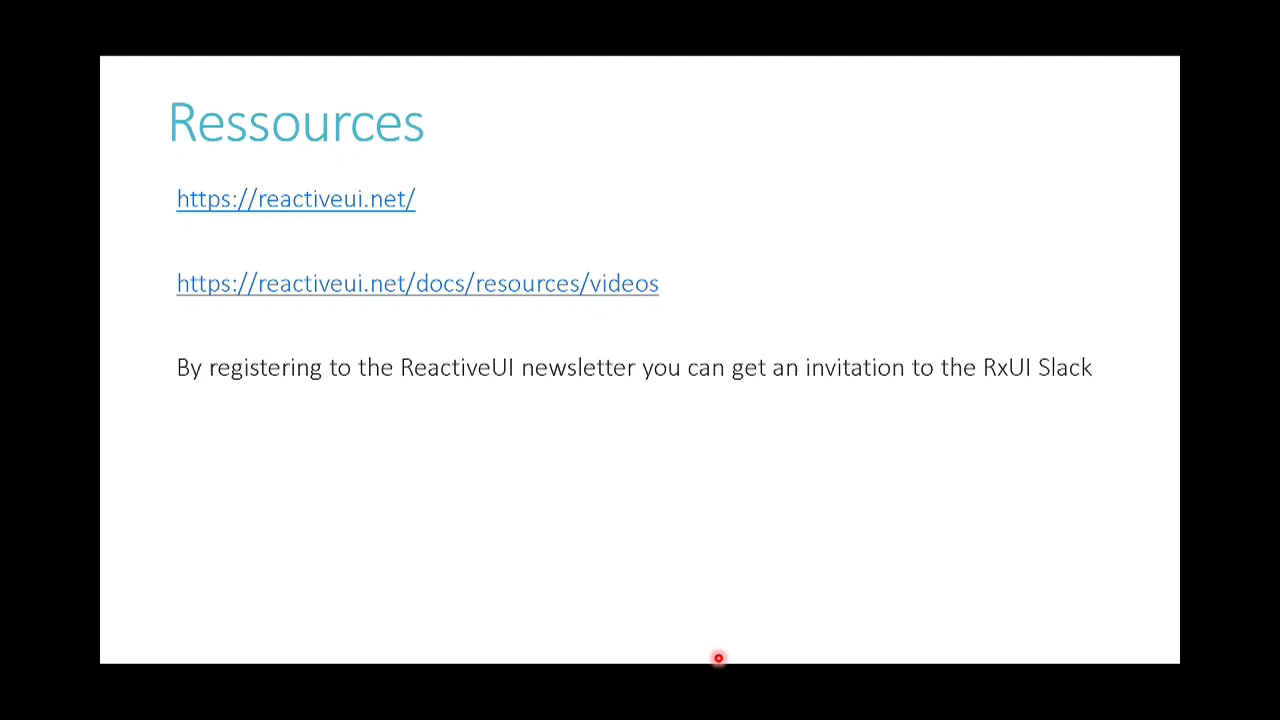 Ressources
https://reactiveui.net/
https://reactiveui.net/docs/resources/videos
By registering to the ReactiveUI newsletter you can get an invitation to the RxUI Slack